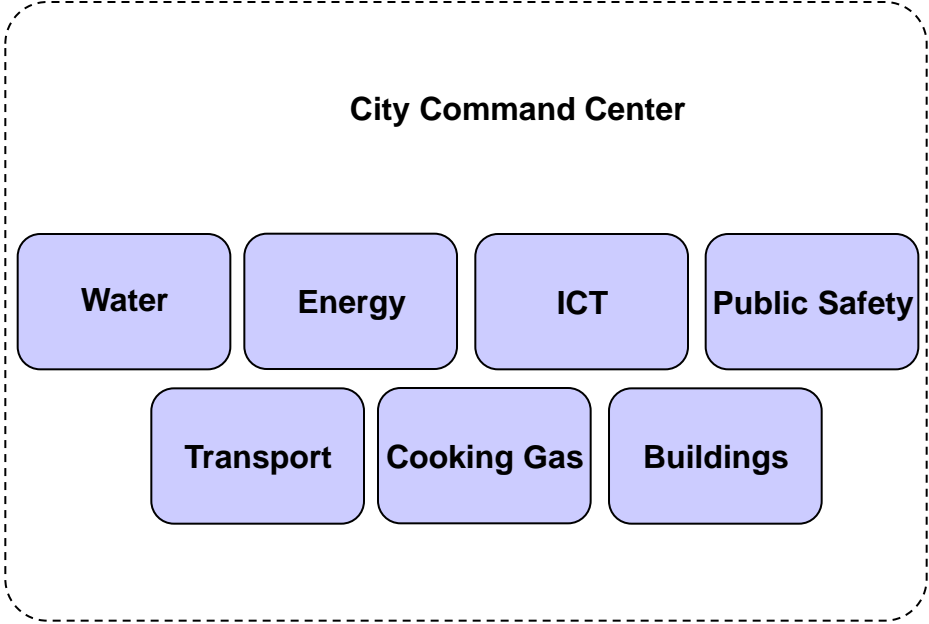 City Command Center
Water
Energy
ICT
Public Safety
Transport
Cooking Gas
Buildings